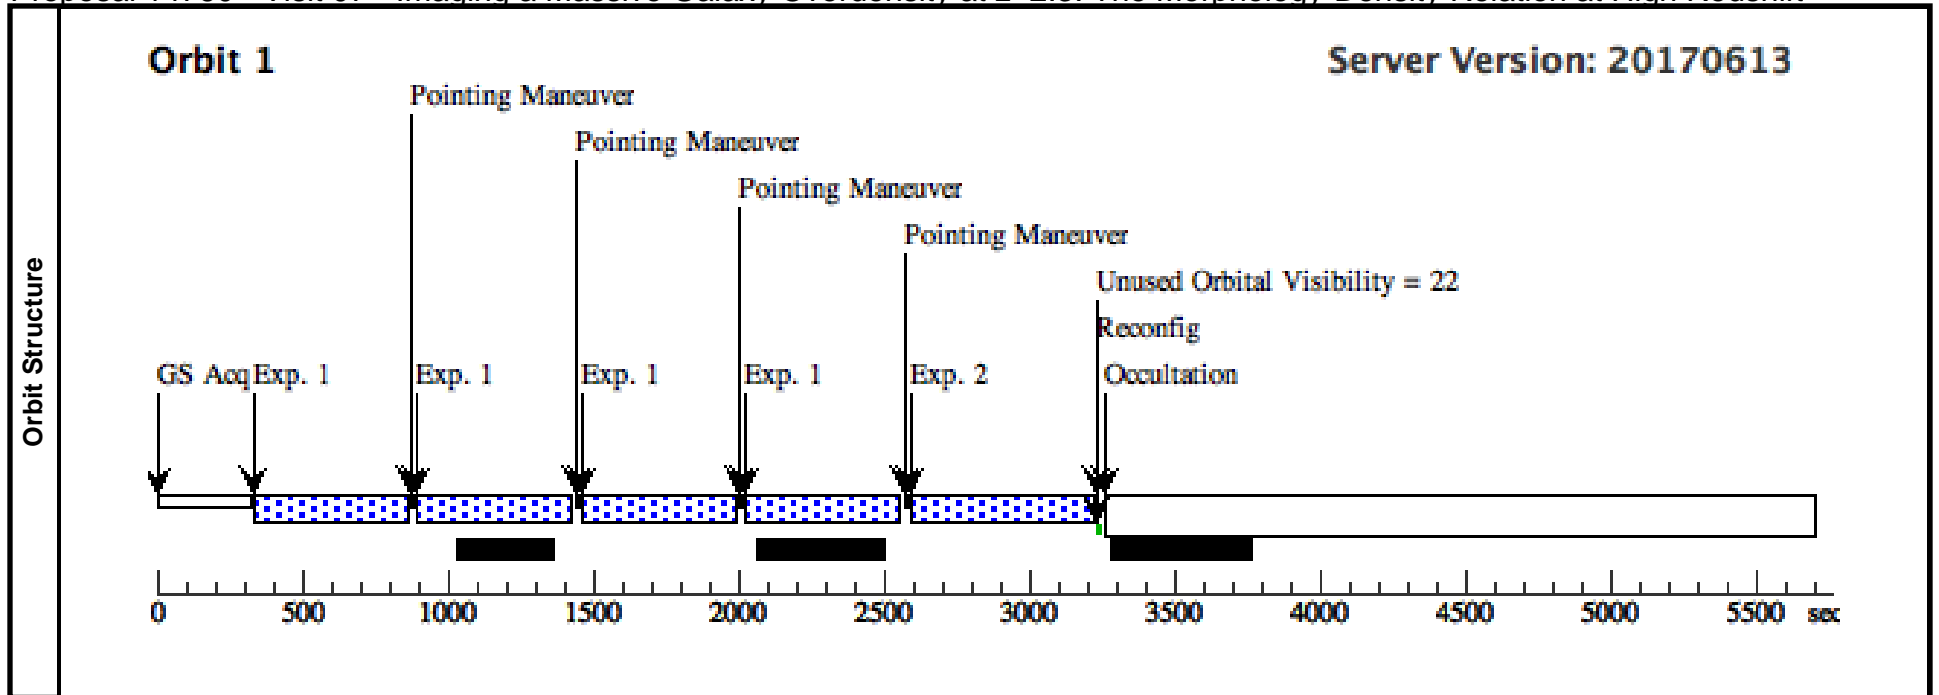 Orbit 1
Server Version: 20170613
Pointing Maneuver
Pointing Maneuver
Pointing Maneuver
Pointing Maneuver
Unused Orbital Visibility = 22
Reconfig
GS Acq Exp. 1 Exp. 1 Exp. 1 Exp. 1 Exp. 2 Occultation
Orbit Structure
0 500 1000 1500 2000 2500 3000 3500 4000 4500 5000 5500 sec